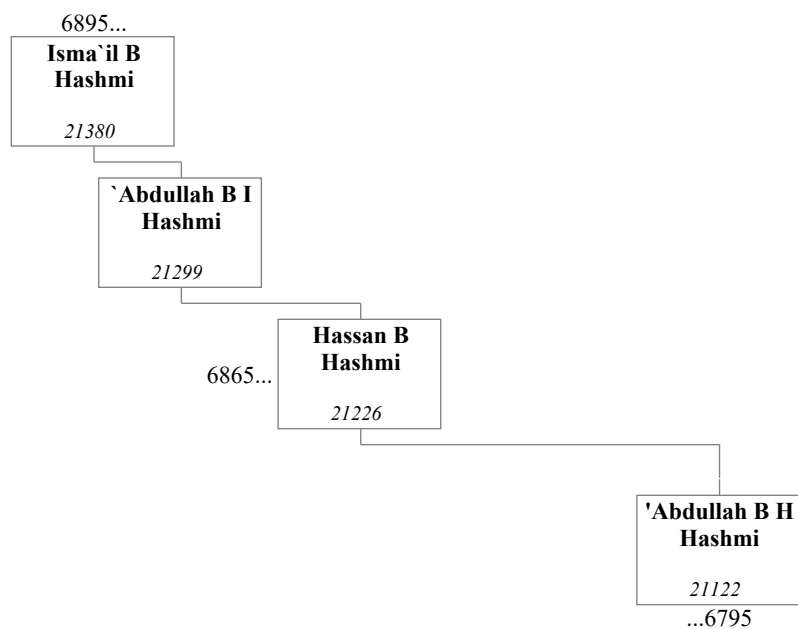 6895...
Isma`il B
Hashmi
21380
`Abdullah B I
Hashmi
21299
Hassan B
Hashmi
6865...
21226
'Abdullah B H
Hashmi
21122
...6795